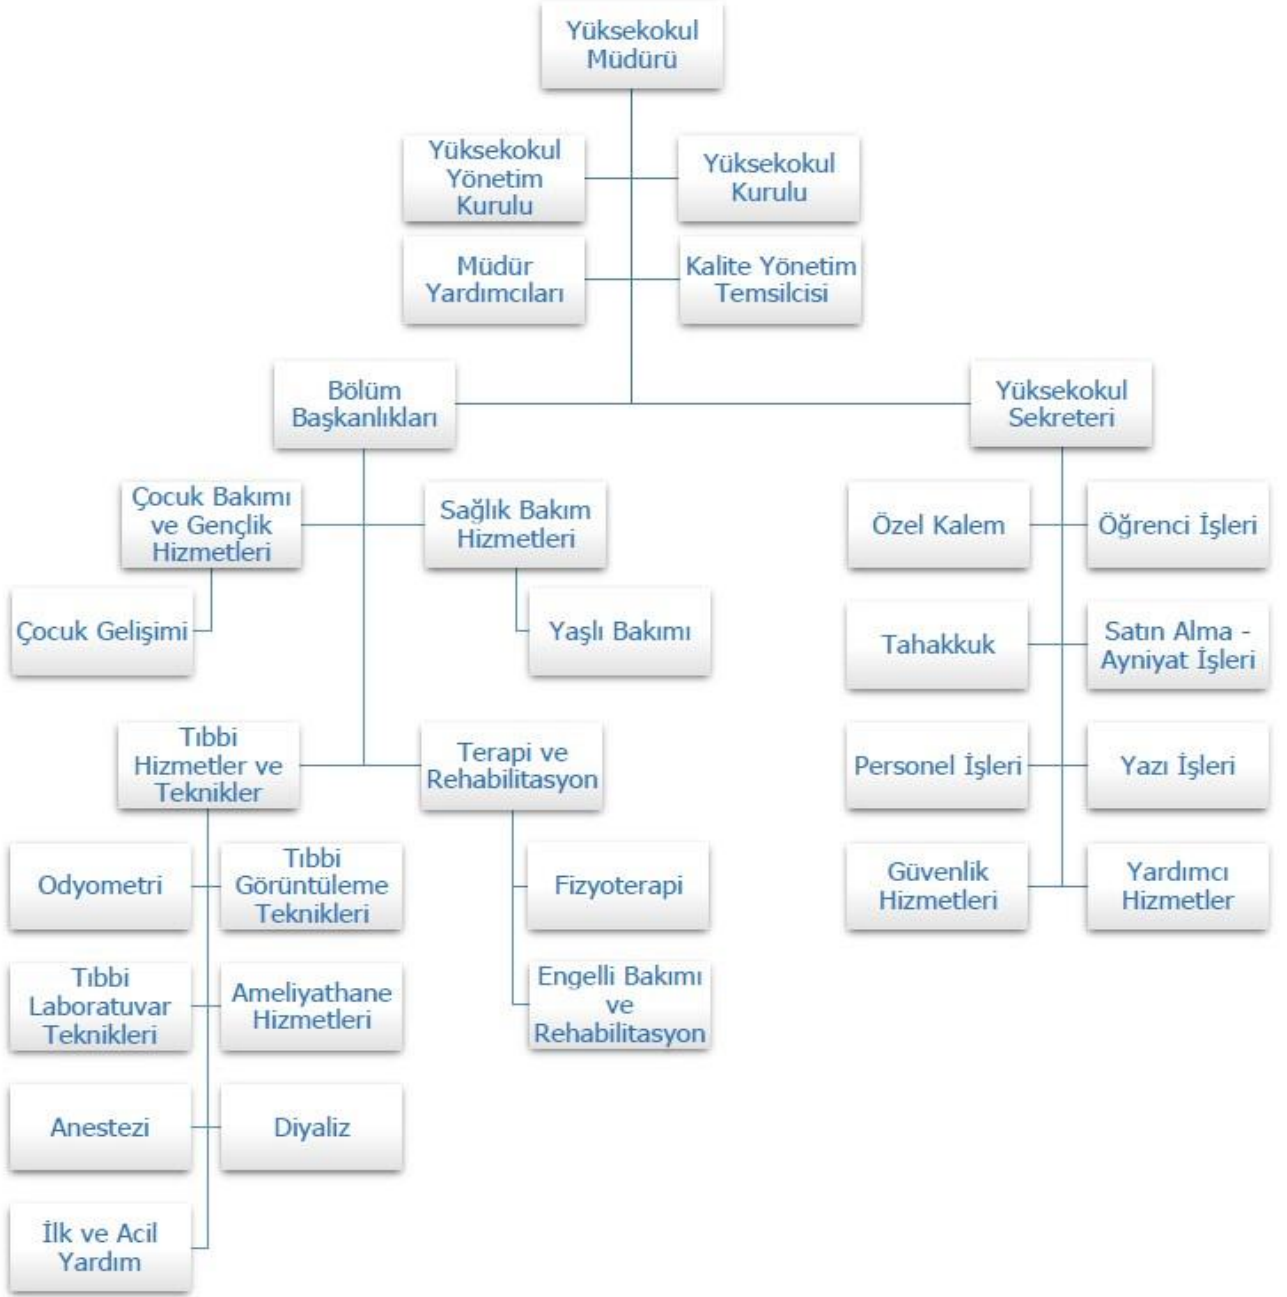 Yüksekokul
Müdürü
Yüksekokul
Yönetim
Kurulu
Yüksekokul
Kurulu
Müdür
Yardımcıları
Kalite Yönetim
Temsilcisi
Bölüm
Başkanlıkları
Yüksekokul
Sekreteri
Çocuk Bakımı
ve Gençlik
Hizmetleri
Sağlık Bakım
Hizmetleri
Çocuk Gelişimi
Yaşlı Bakımı
Tıbbi
Hizmetler ve
Teknikler
Terapi ve
Rehabilitasyon
Odyometri
Tıbbi
Görüntüleme
Teknikleri
Tıbbi
Laboratuvar
Teknikleri
Ameliyathane
Hizmetleri
Anestezi
Diyaliz
İlk ve Acil
Yardım
Fizyoterapi
Engelli Bakımı
ve
Rehabilitasyon
Özel Kalem
Öğrenci İşleri
Tahakkuk
Satın Alma -
Ayniyat İşleri
Personel İşleri
Yazı İşleri
Güvenlik
Hizmetleri
Yardımcı
Hizmetler